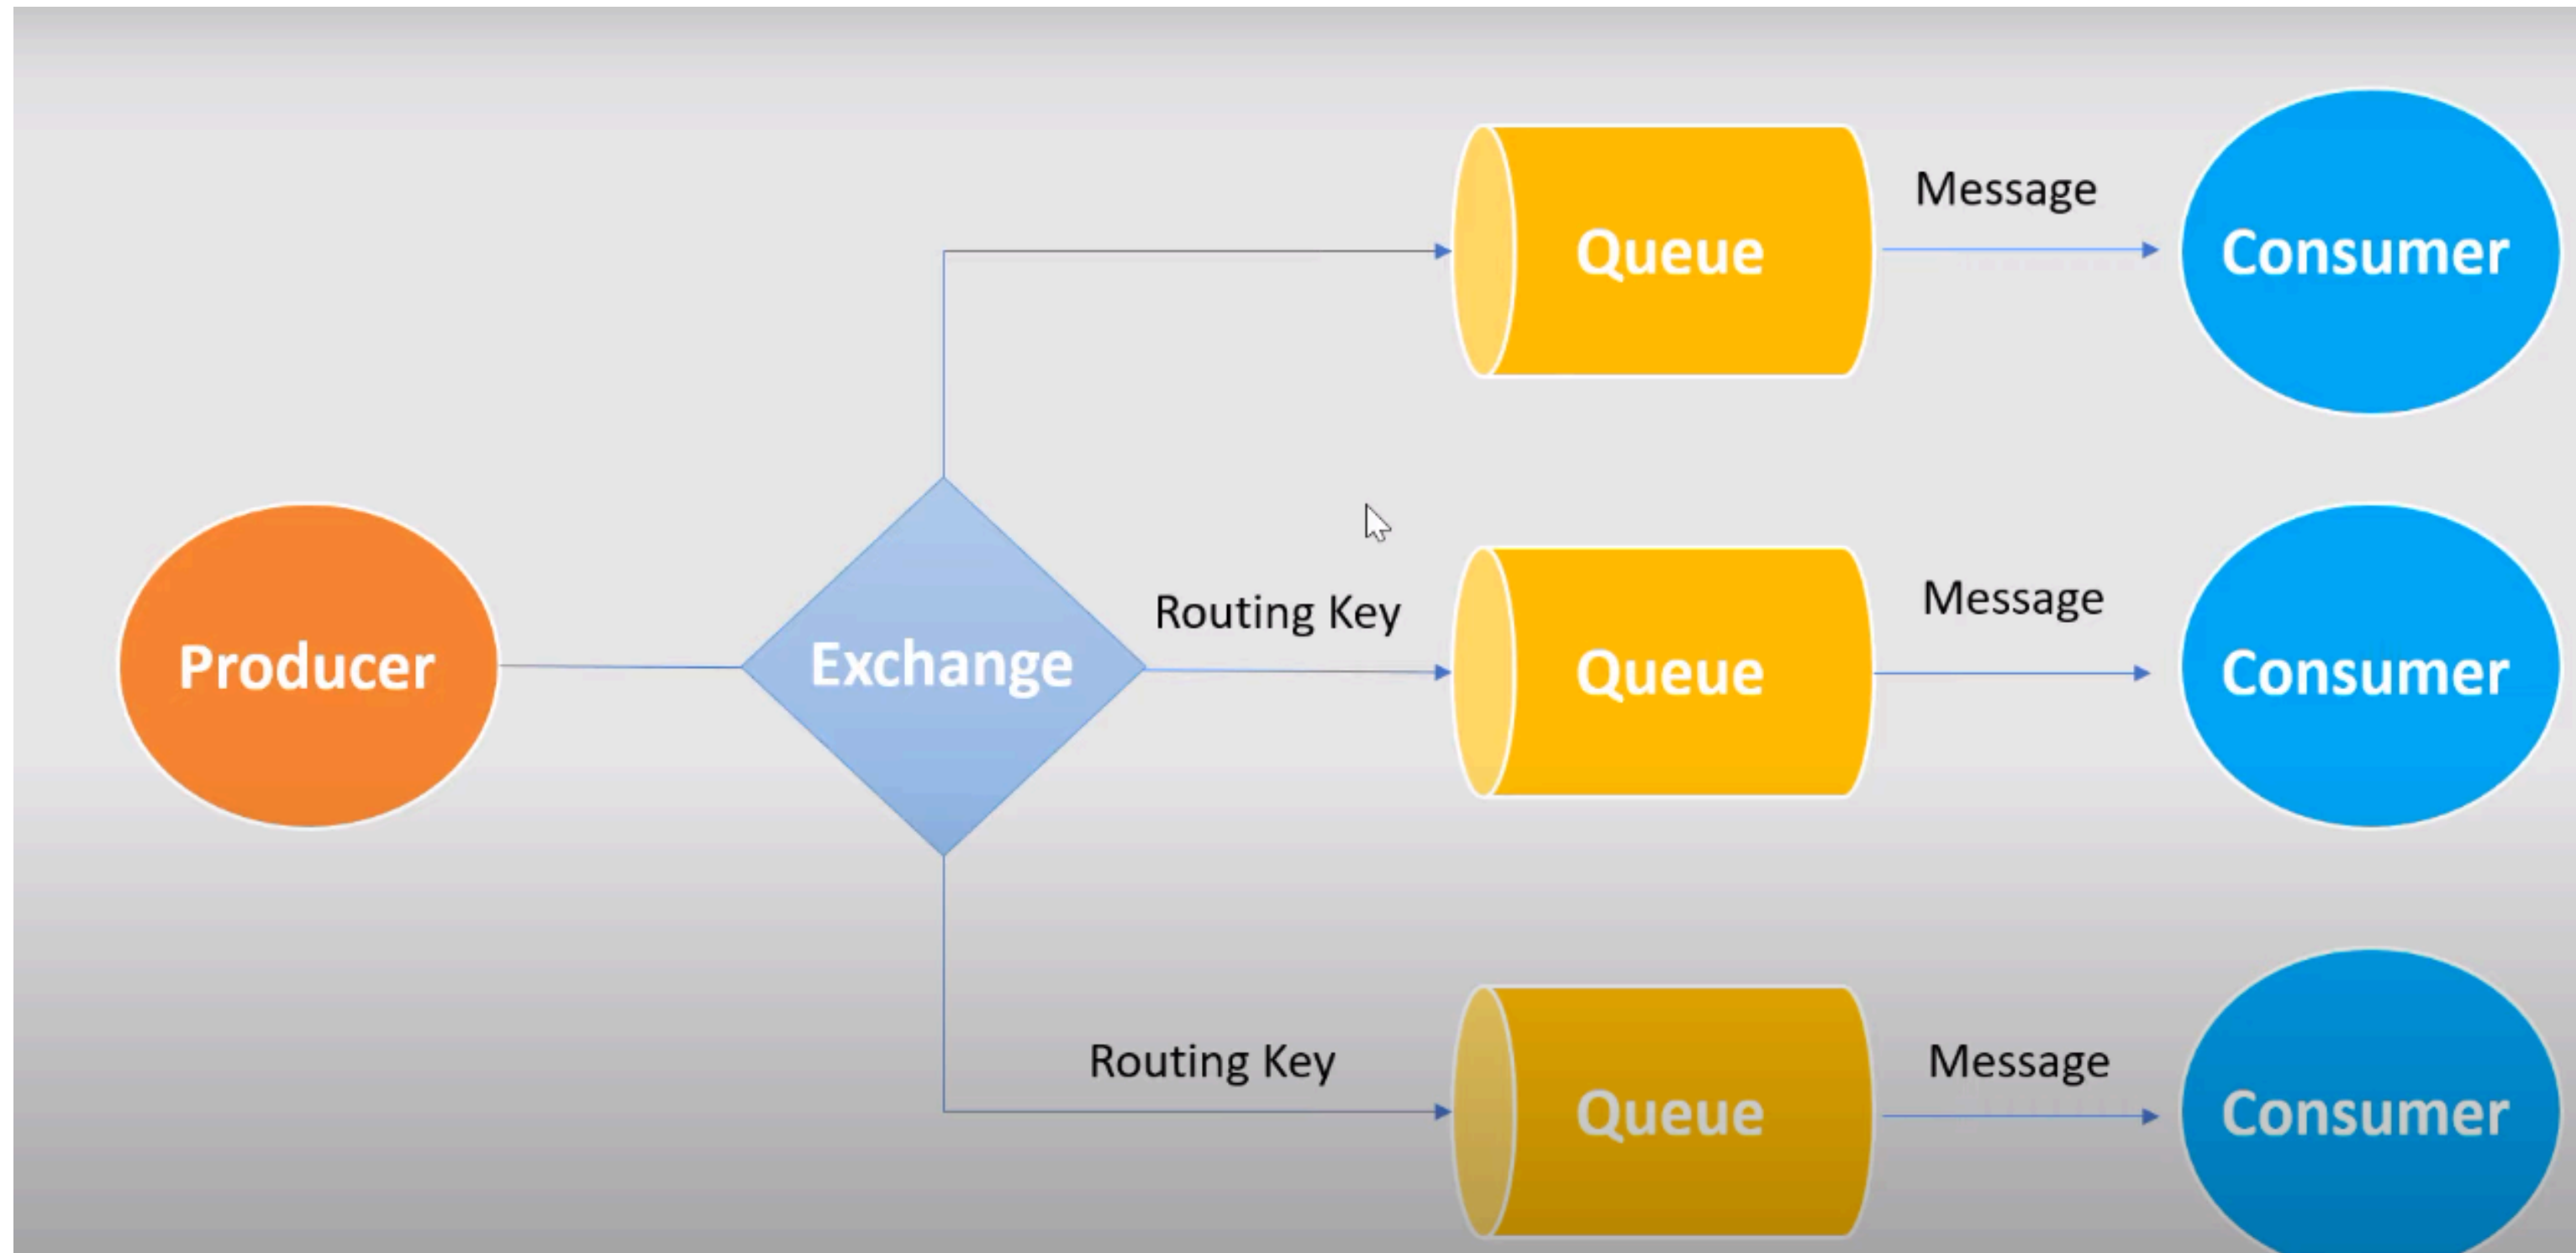 Message
Queue
Consumer
Routing Key
Message
Producer
Exchange
Queue
Consumer
Routing Key
Message
Queue
Consumer